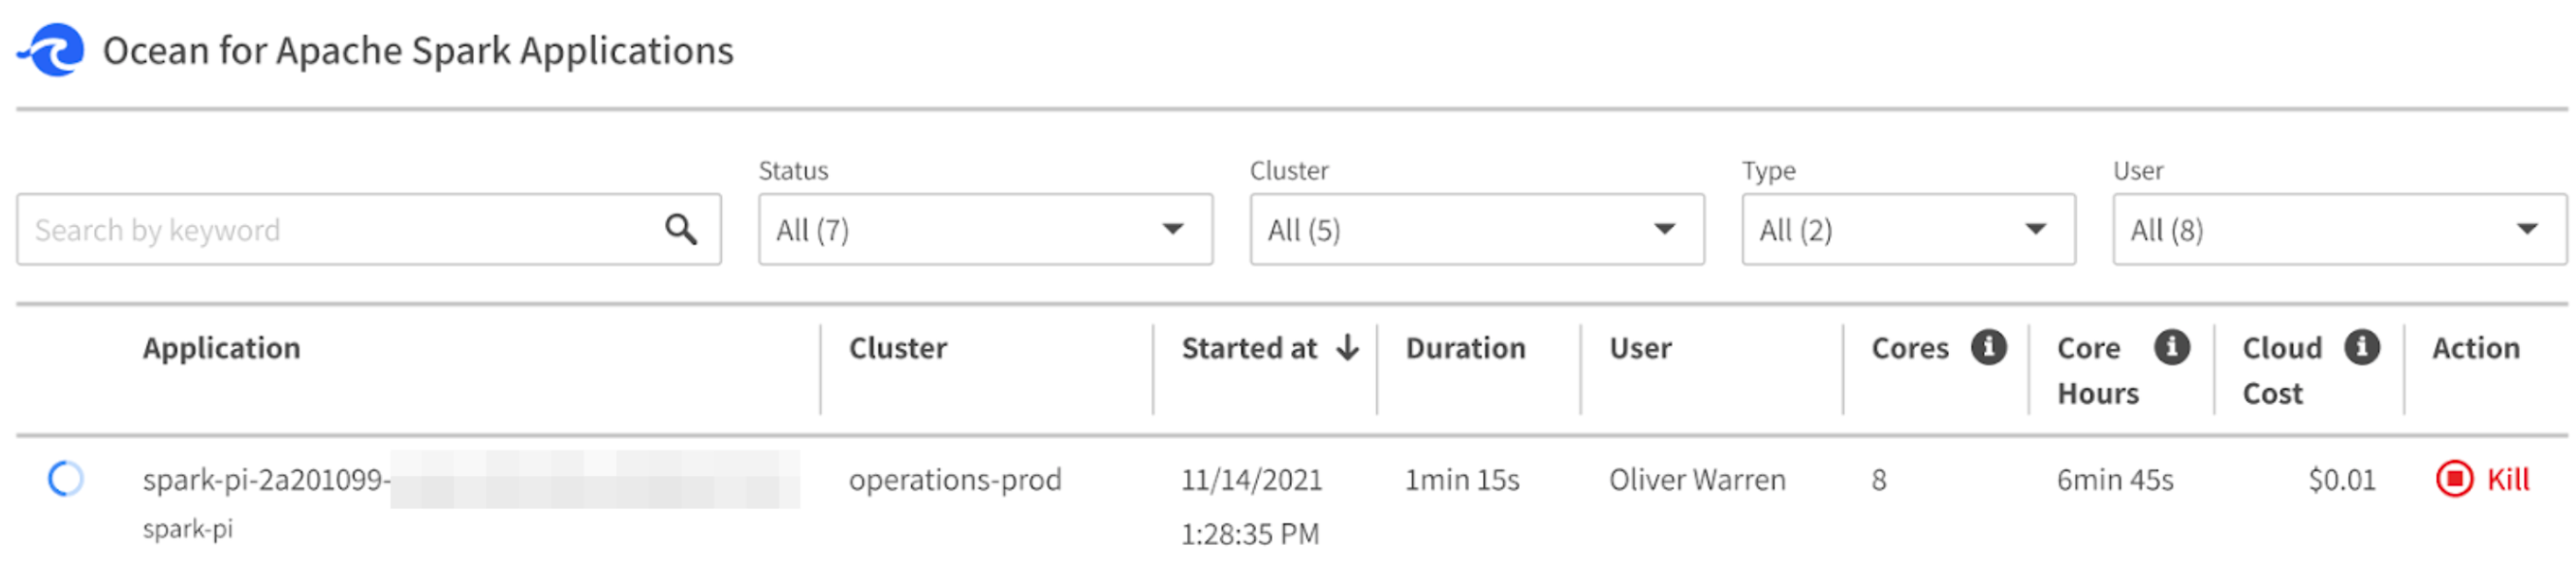 Ocean for Apache Spark Applications
Status
Cluster
Type
User
Search by keyword
All (7)
All (5)
All (2)
All (8)
Application
Cluster
Started at
Duration
User
Cores
Core Hours
Cloud Cost
Action
spark-pi-2a201099-
spark-pi
operations-prod
11/14/2021
1:28:35 PM
1min 15s
Oliver Warren
8
6min 45s
$0.01
Kill